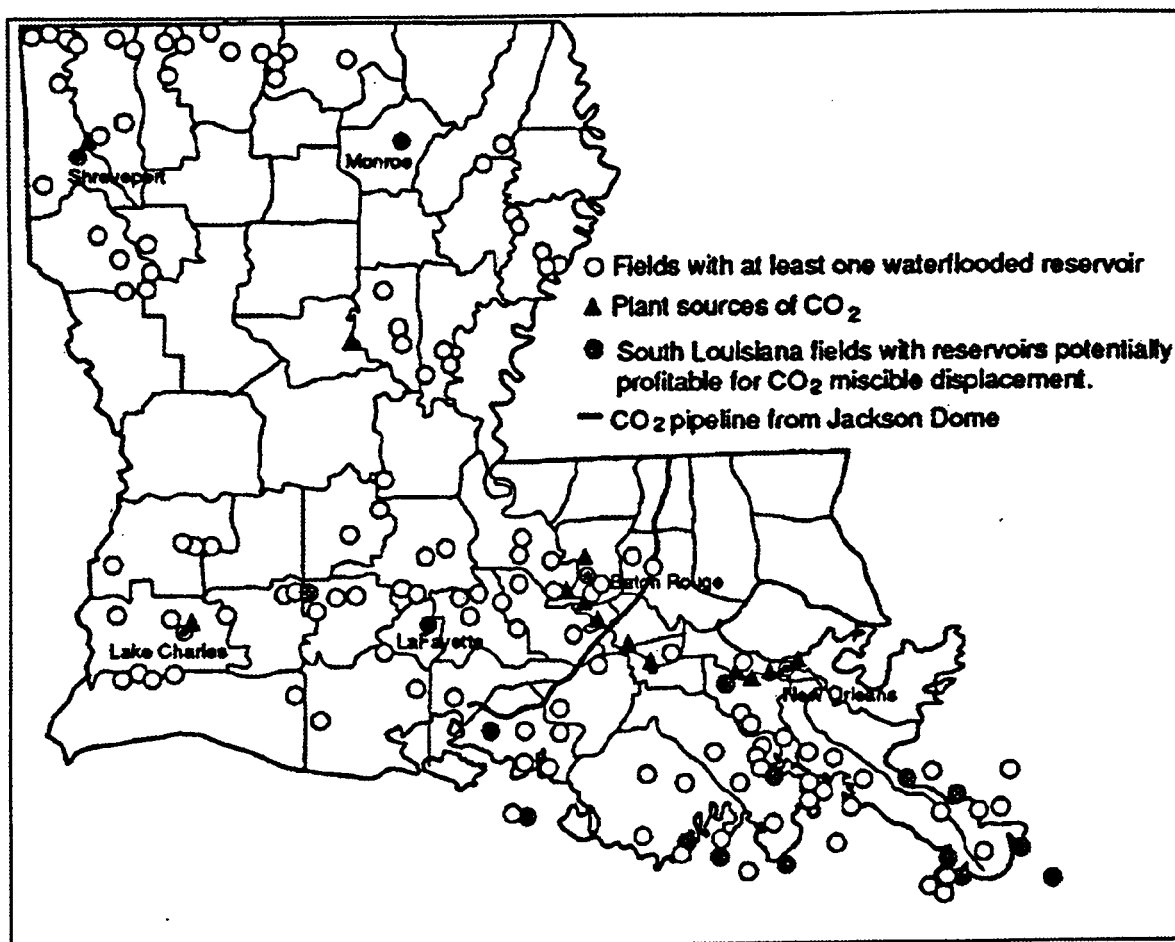 Monroe
Shreveport
Fields with at least one waterflooded reservoir
Plant sources of CO2
South Louisiana fields with reservoirs potentially
profitable for CO2 miscible displacement.
CO2 pipeline from Jackson Dome
Baton Rouge
Lake Charles
LaFayette
New Orleans